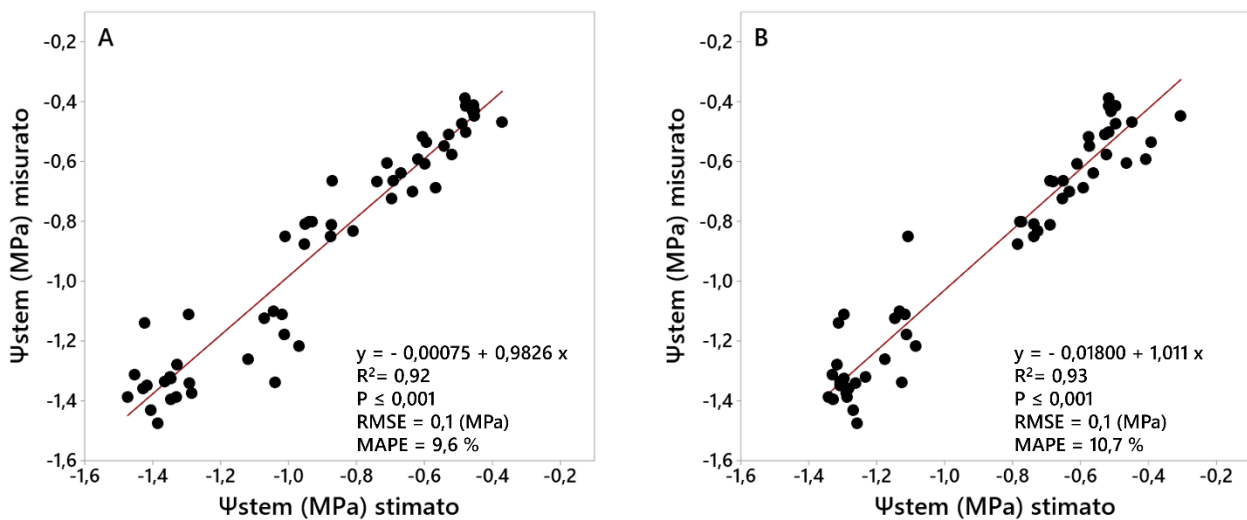 A
-0,2
-0,4
-0,6
-0,8
-1,0
-1,2
-1,4
-1,6
Ψstem (MPa) misurato
y = - 0,00075 + 0,9826 x
R²= 0,92
P ≤ 0,001
RMSE = 0,1 (MPa)
MAPE = 9,6 %
-1,6 -1,4 -1,2 -1,0 -0,8 -0,6 -0,4 -0,2
Ψstem (MPa) stimato
B
-0,2
-0,4
-0,6
-0,8
-1,0
-1,2
-1,4
-1,6
Ψstem (MPa) misurato
y = - 0,01800 + 1,011 x
R²= 0,93
P ≤ 0,001
RMSE = 0,1 (MPa)
MAPE = 10,7 %
-1,6 -1,4 -1,2 -1,0 -0,8 -0,6 -0,4 -0,2
Ψstem (MPa) stimato